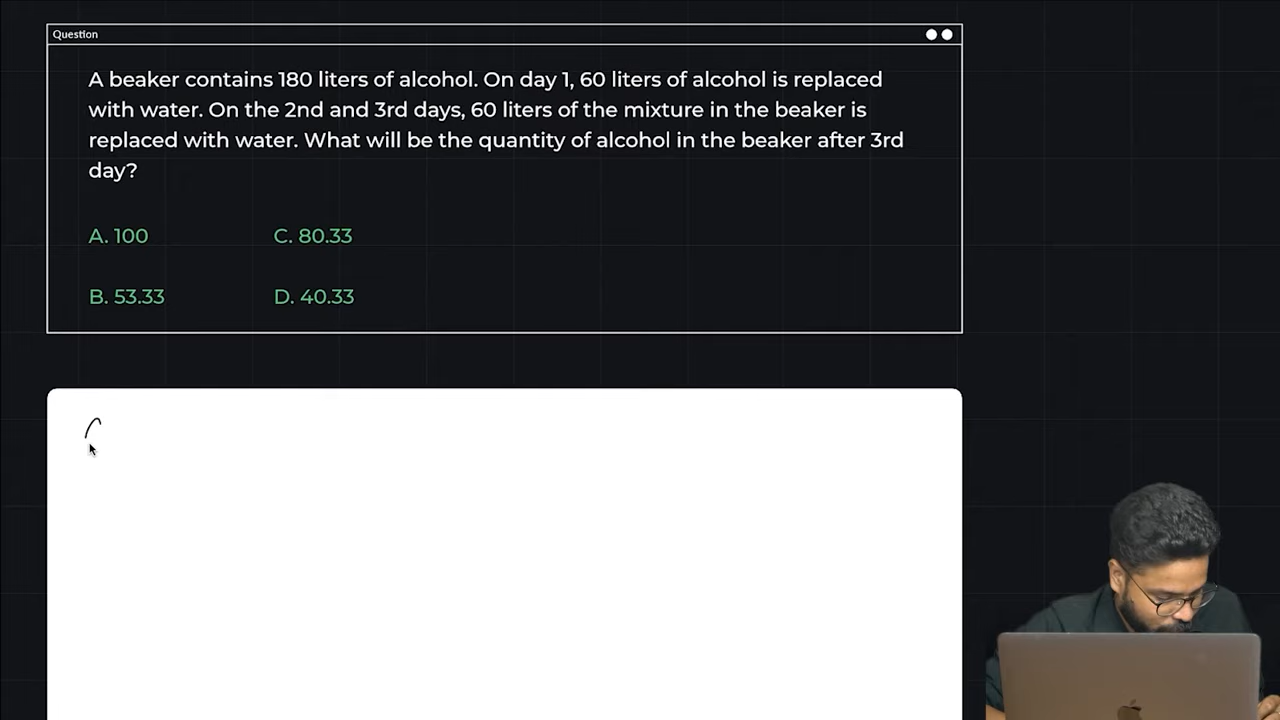 Question
A beaker contains 180 liters of alcohol. On day 1, 60 liters of alcohol is replaced
with water. On the 2nd and 3rd days, 60 liters of the mixture in the beaker is
replaced with water. What will be the quantity of alcohol in the beaker after 3rd
day?
A. 100
C. 80.33
B. 53.33
D. 40.33